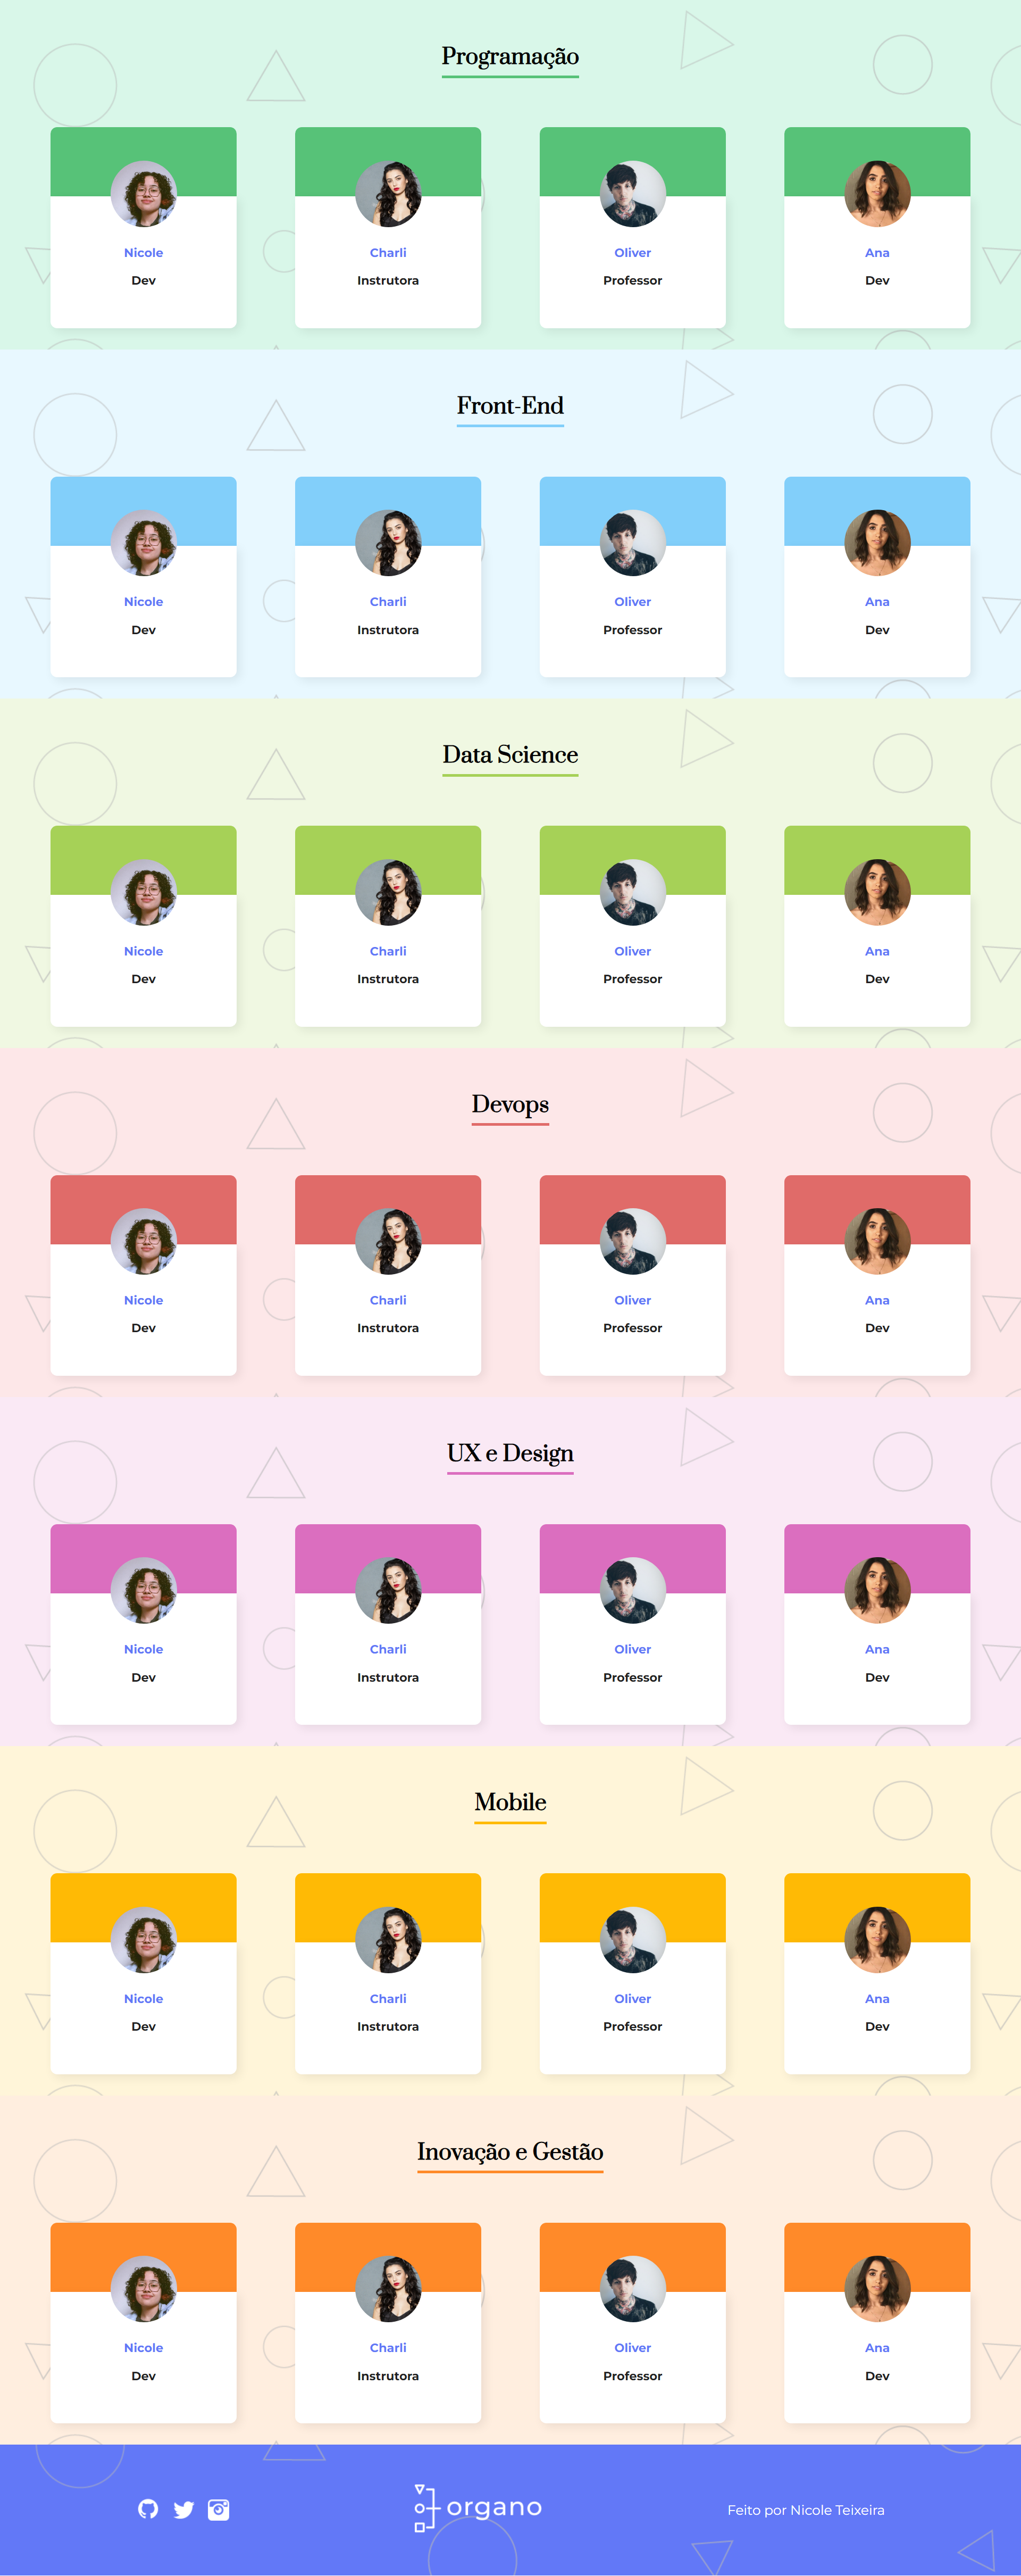 Programação
Nicole
Charli
Oliver
Ana
Dev
Instrutora
Professor
Dev
Front-End
Nicole
Charli
Oliver
Ana
Dev
Instrutora
Professor
Dev
Data Science
Nicole
Charli
Oliver
Ana
Dev
Instrutora
Professor
Dev
Devops
Nicole
Charli
Oliver
Ana
Dev
Instrutora
Professor
Dev
UX e Design
Nicole
Charli
Oliver
Ana
Dev
Instrutora
Professor
Dev
Mobile
Nicole
Charli
Oliver
Ana
Dev
Instrutora
Professor
Dev
Inovação e Gestão
Nicole
Charli
Oliver
Ana
Dev
Instrutora
Professor
Dev
organo
Feito por Nicole Teixeira